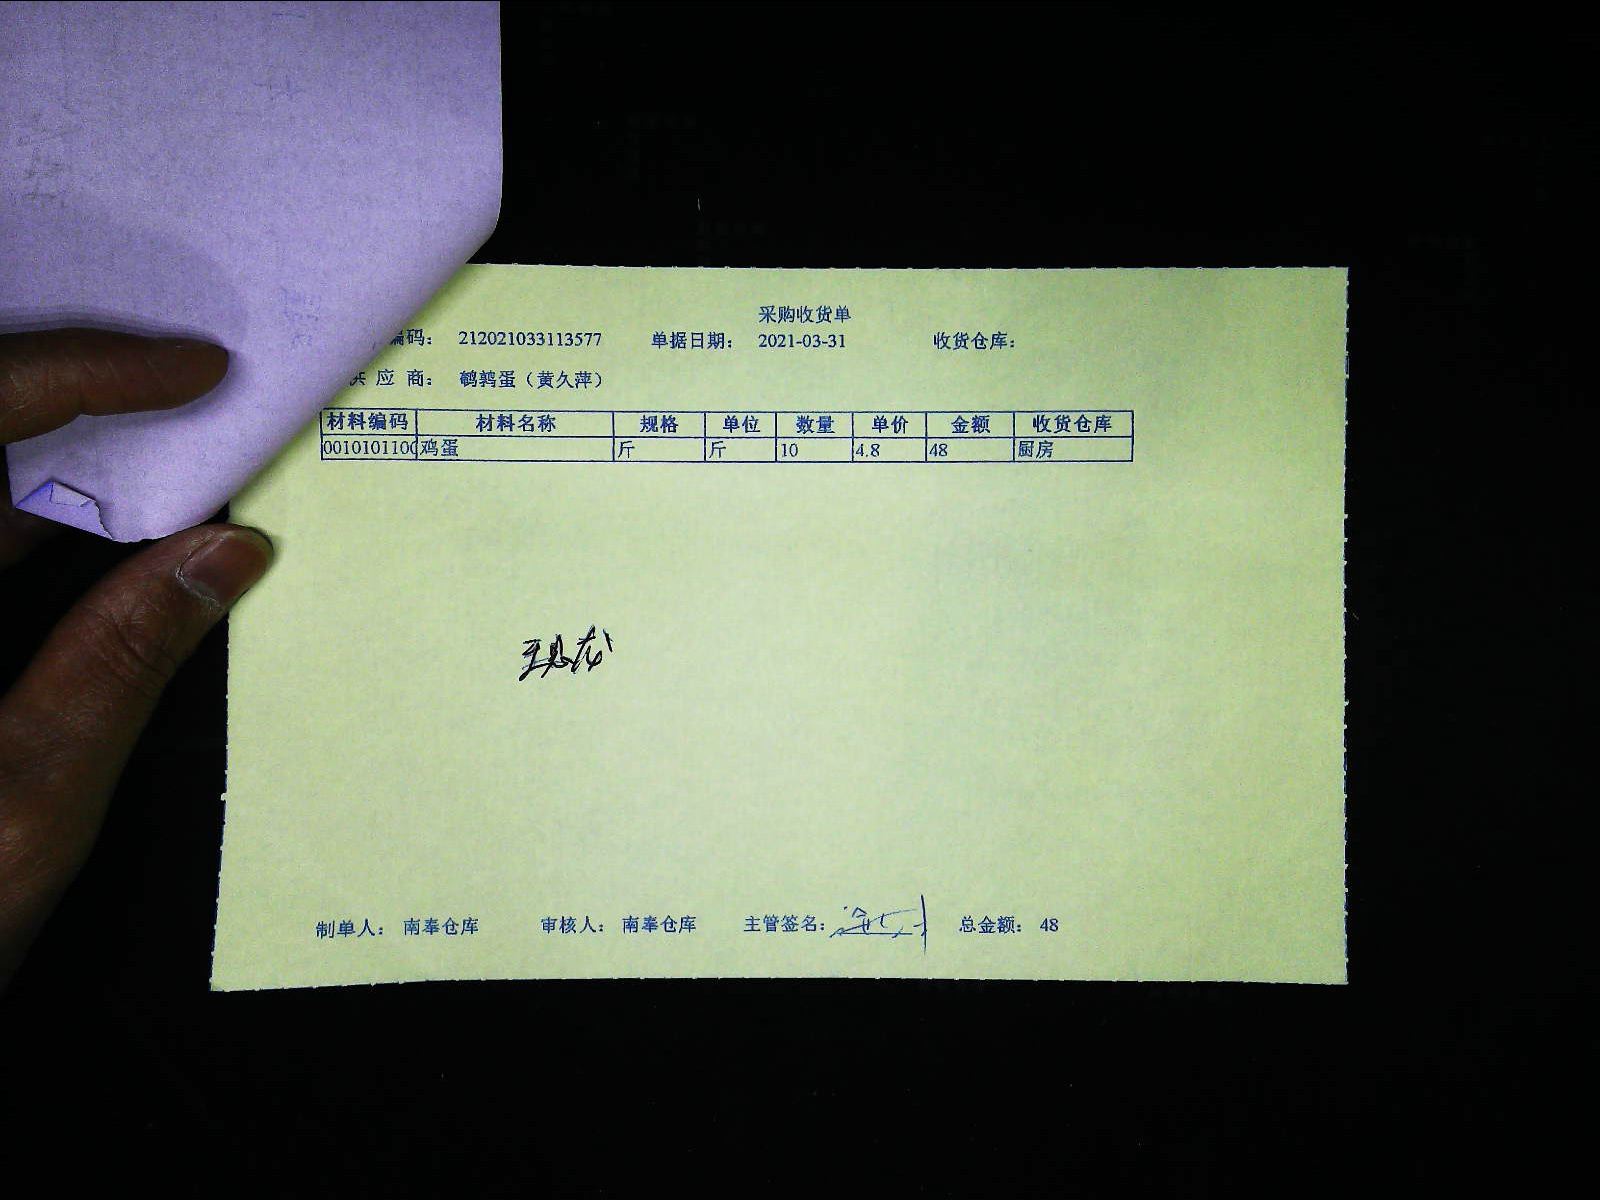 采购收货单
编码： 212021033113577 单据日期： 2021-03-31 收货仓库：
供 应 商： 鹌鹑蛋（黄久萍）
材料编码 材料名称 规格 单位 数量 单价 金额 收货仓库
0010101100 鸡蛋 斤 斤 10 4.8 48 厨房
制单人： 南奉仓库 审核人： 南奉仓库 主管签名： 总金额： 48